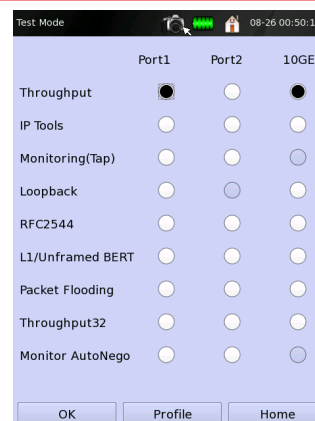 Test Mode 08-26 00:50:1
Port1 Port2 10GE
Throughput
IP Tools
Monitoring(Tap)
Loopback
RFC2544
L1/Unframed BERT
Packet Flooding
Throughput32
Monitor AutoNego
OK Profile Home